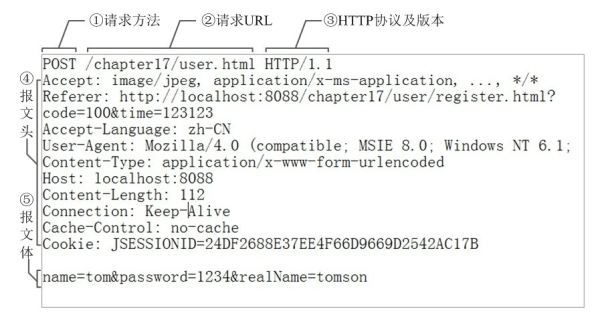 ①请求方法
②请求URL
③HTTP协议及版本
POST /chapter17/user.html HTTP/1.1
④报文头
Accept: image/jpeg, application/x-ms-application, ..., */*
Referer: http://localhost:8088/chapter17/user/register.html?
code=100&time=123123
Accept-Language: zh-CN
User-Agent: Mozilla/4.0 (compatible; MSIE 8.0; Windows NT 6.1;
Content-Type: application/x-www-form-urlencoded
Host: localhost:8088
Content-Length: 112
Connection: Keep-Alive
Cache-Control: no-cache
Cookie: JSESSIONID=24DF2688E37EE4F66D9669D2542AC17B
⑤报文体
name=tom&password=1234&realName=tomson